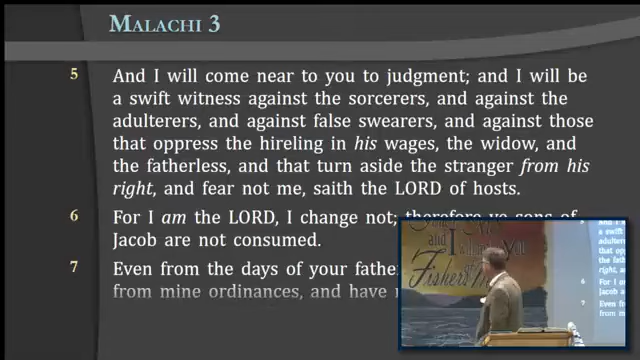 MALACHI 3
5 And I will come near to you to judgment; and I will be
a swift witness against the sorcerers, and against the
adulterers, and against false swearers, and against those
that oppress the hireling in his wages, the widow, and
the fatherless, and that turn aside the stranger from his
right, and fear not me, saith the LORD of hosts.
6 For I am the LORD, I change not; therefore ye sons of
Jacob are not consumed.
7 Even from the days of your
from mine ordinances, and have
and I you
Fishers